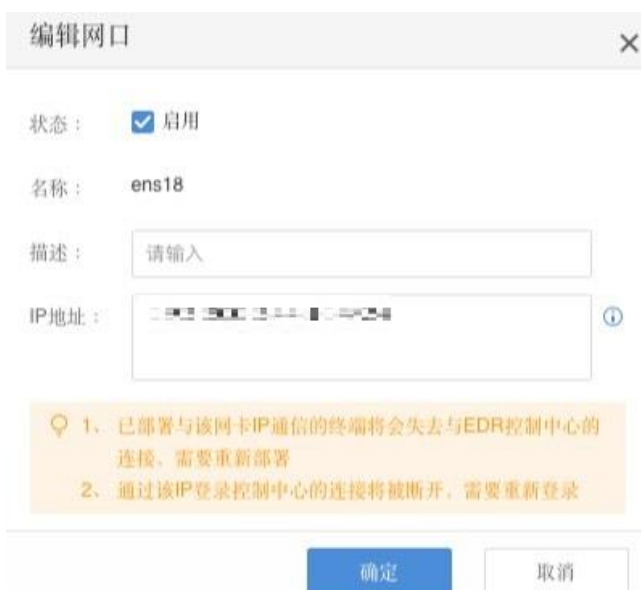 编辑网口
状态：
启用
名称：
ens18
描述：
请输入
IP地址：
1、已部署与该网卡IP通信的终端将会失去与EDR控制中心的
连接，需要重新部署
2、通过该IP登录控制中心的连接将被断开，需要重新登录
确定
取消